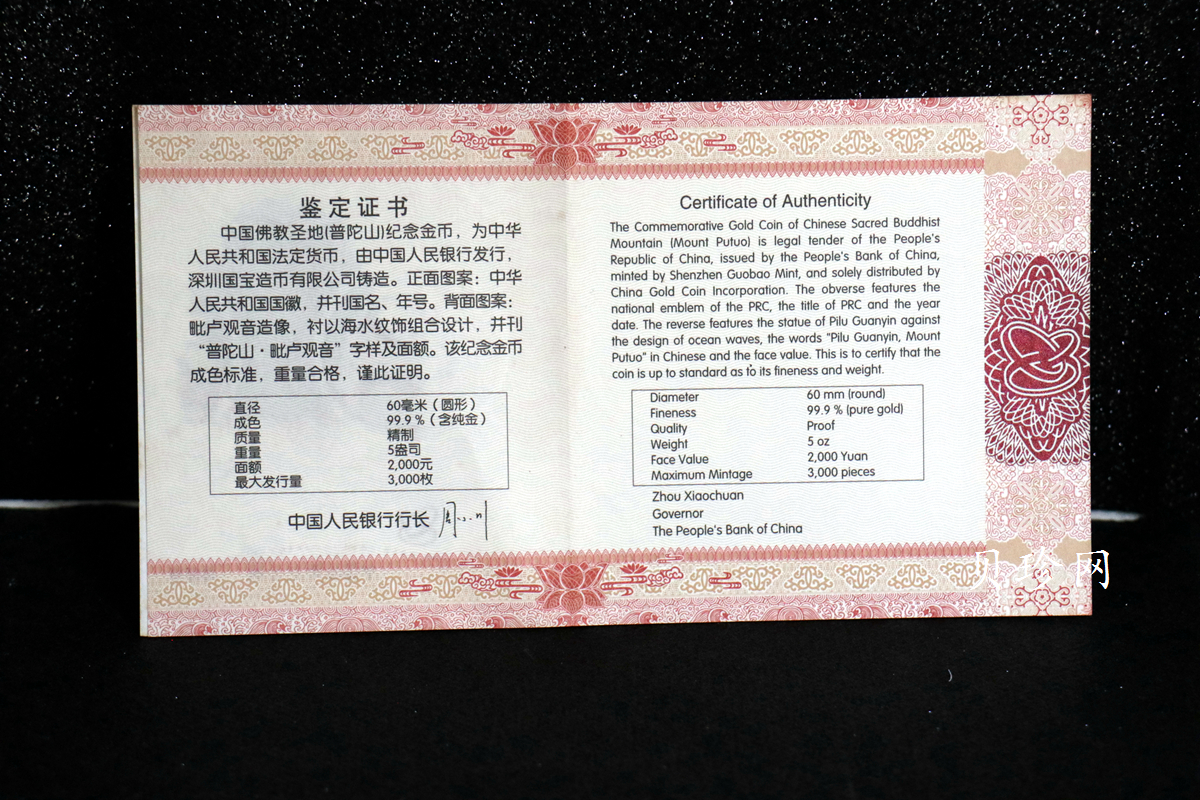 鉴定证书
中国佛教圣地(普陀山)纪念金币，为中华
人民共和国法定货币，由中国人民银行发行，
深圳国宝造币有限公司铸造。正面图案：中华
人民共和国国徽，并刊国名、年号。背面图案：
毗卢观音造像，衬以海水纹饰组合设计，并刊
“普陀山·毗卢观音”字样及面额。该纪念金币
成色标准，重量合格，谨此证明。
直径 60毫米（圆形）
成色 99.9％（含纯金）
质量 精制
重量 5盎司
面额 2,000元
最大发行量 3,000枚
中国人民银行行长 周小川
Certificate of Authenticity
The Commemorative Gold Coin of Chinese Sacred Buddhist
Mountain (Mount Putuo) is legal tender of the People's
Republic of China, issued by the People's Bank of China,
minted by Shenzhen Guobao Mint, and solely distributed by
China Gold Coin Incorporation. The obverse features the
national emblem of the PRC, the title of PRC and the year
date. The reverse features the statue of Pilu Guanyin against
the design of ocean waves, the words "Pilu Guanyin, Mount
Putuo" in Chinese and the face value. This is to certify that the
coin is up to standard as to its fineness and weight.
Diameter 60 mm (round)
Fineness 99.9 % (pure gold)
Quality Proof
Weight 5 oz
Face Value 2,000 Yuan
Maximum Mintage 3,000 pieces
Zhou Xiaochuan
Governor
The People's Bank of China
贝珍网